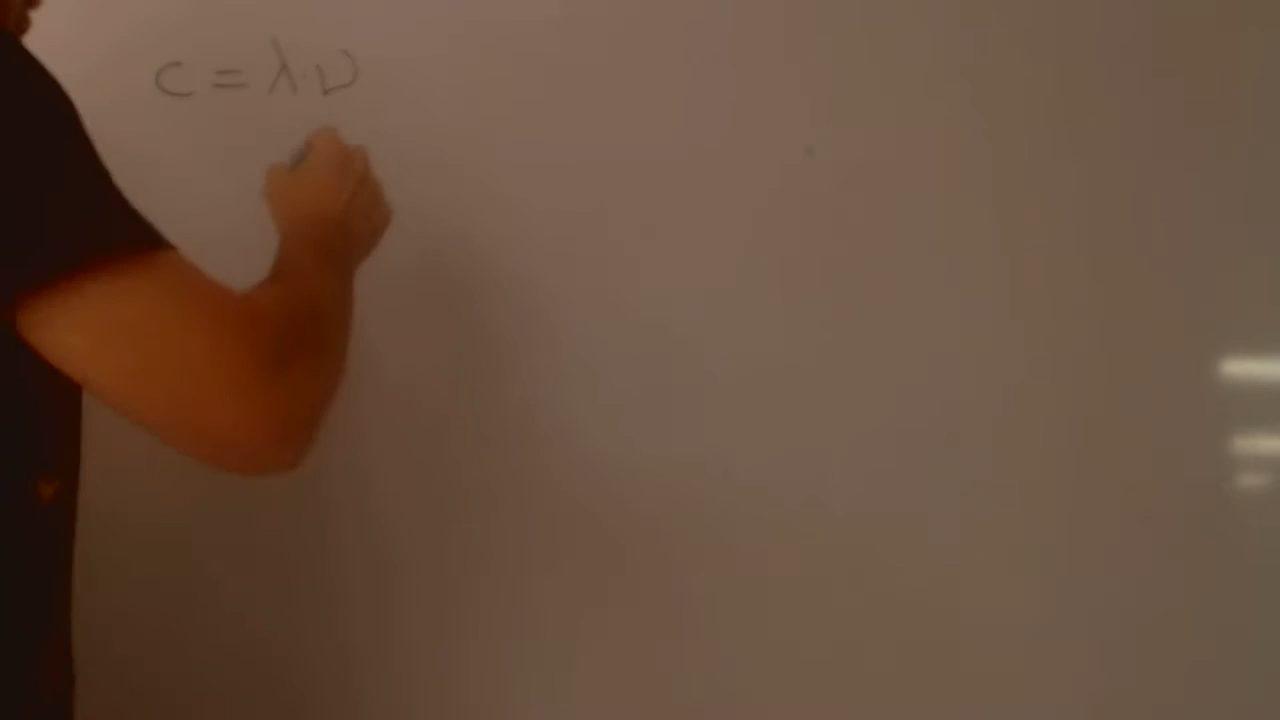 c = λ·ν